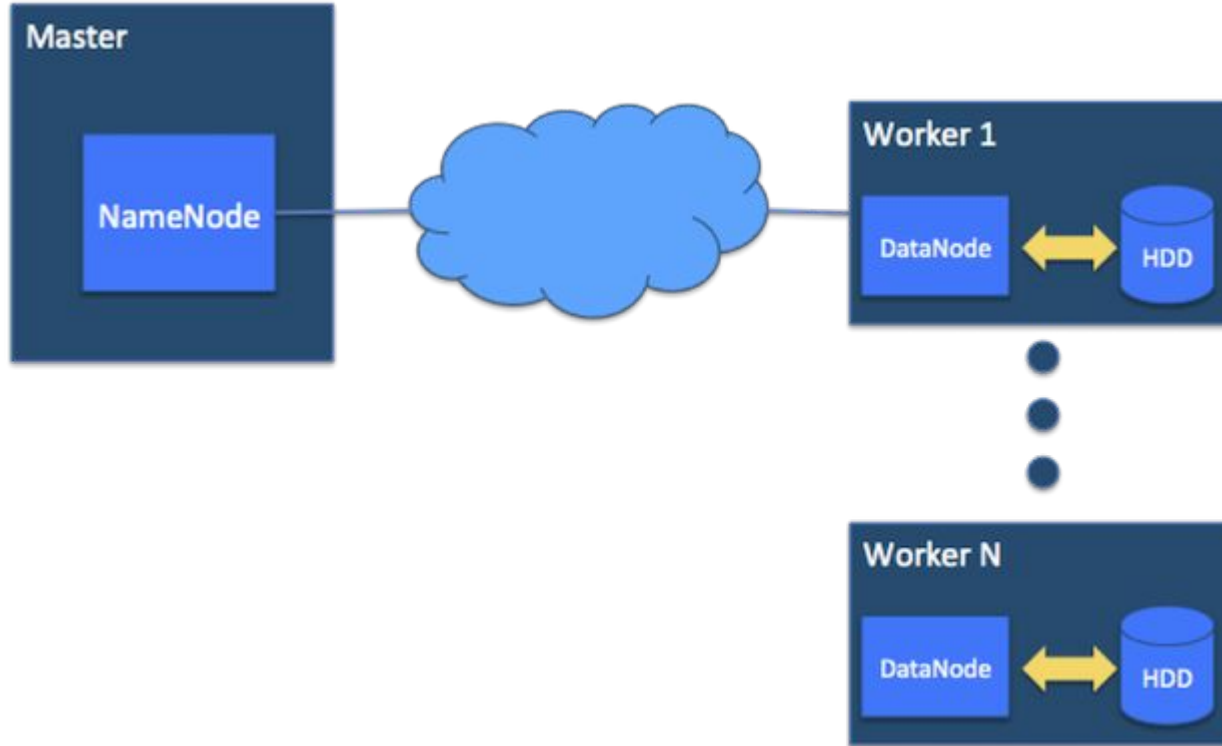 Master
NameNode
Worker 1
DataNode
HDD
Worker N
DataNode
HDD